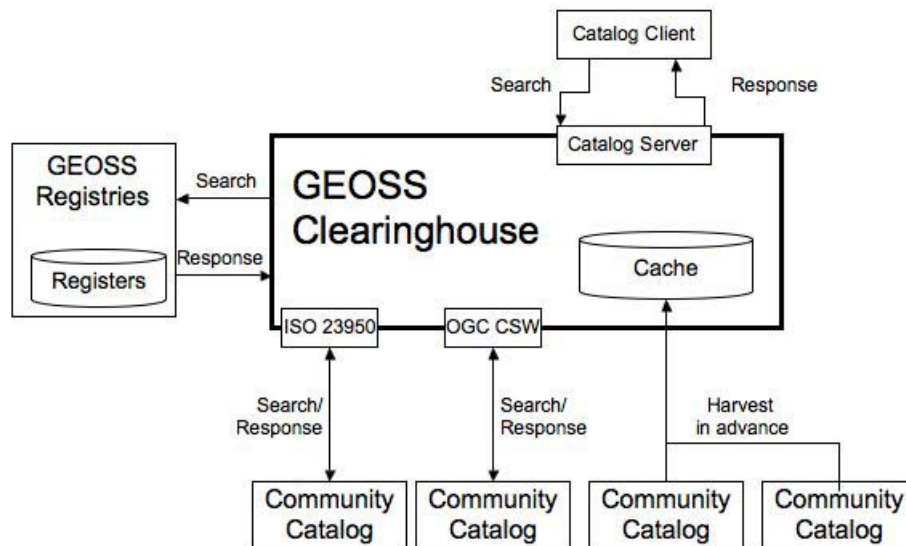 Catalog Client
Search
Response
Catalog Server
GEOSS
Registries
Search
GEOSS
Clearinghouse
Registers
Response
Cache
ISO 23950
OGC CSW
Search/
Response
Search/
Response
Harvest
in advance
Community
Catalog
Community
Catalog
Community
Catalog
Community
Catalog